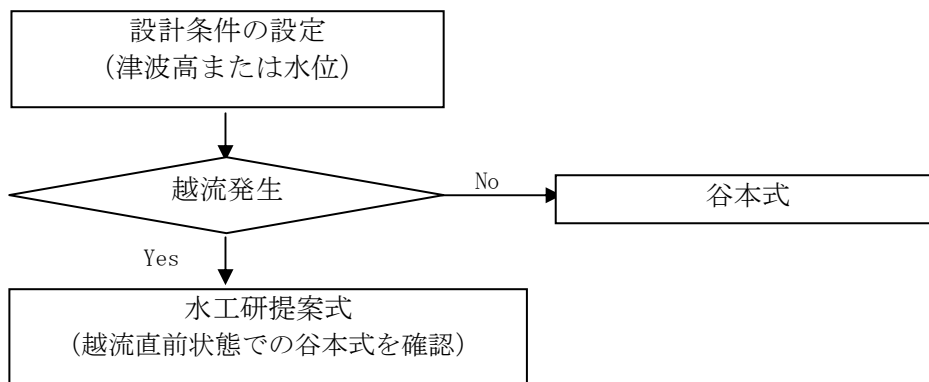 設計条件の設定
（津波高または水位）
越流発生
No
谷本式
Yes
水工研提案式
（越流直前状態での谷本式を確認）